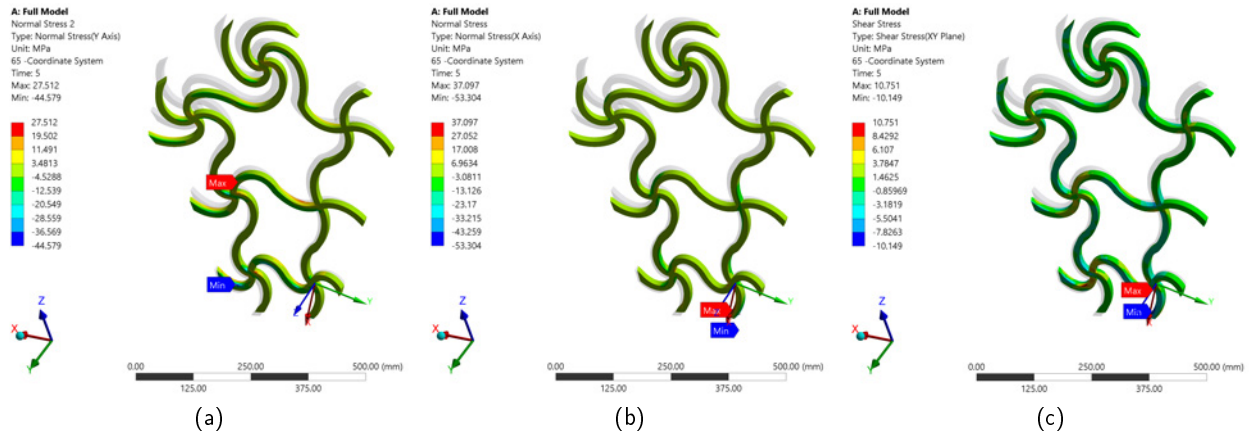 A: Full Model
Normal Stress 2
Type: Normal Stress(Y Axis)
Unit: MPa
65 -Coordinate System
Time: 5
Max: 27.512
Min: -44.579
27.512
19.502
11.491
3.4813
-4.5288
-12.539
-20.549
-28.559
-36.569
-44.579
Max
Min
Y
Z
X
Z
X
Y
0.00 250.00 500.00 (mm)
125.00 375.00
(a)
A: Full Model
Normal Stress
Type: Normal Stress(X Axis)
Unit: MPa
65 -Coordinate System
Time: 5
Max: 37.097
Min: -53.304
37.097
27.052
17.008
6.9634
-3.0811
-13.126
-23.17
-33.215
-43.259
-53.304
Y
Max
Min
Z
X
Y
0.00 250.00 500.00 (mm)
125.00 375.00
(b)
A: Full Model
Shear Stress
Type: Shear Stress(XY Plane)
Unit: MPa
65 -Coordinate System
Time: 5
Max: 10.751
Min: -10.149
10.751
8.4292
6.107
3.7847
1.4625
-0.85969
-3.1819
-5.5041
-7.8263
-10.149
Y
Max
Min
X
Z
X
Y
0.00 250.00 500.00 (mm)
125.00 375.00
(c)